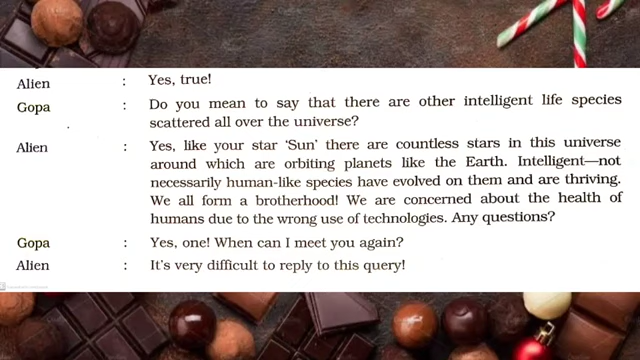 Alien : Yes, true!
Gopa : Do you mean to say that there are other intelligent life species
scattered all over the universe?
Alien : Yes, like your star ‘Sun’ there are countless stars in this universe
around which are orbiting planets like the Earth. Intelligent—not
necessarily human-like species have evolved on them and are thriving.
We all form a brotherhood! We are concerned about the health of
humans due to the wrong use of technologies. Any questions?
Gopa : Yes, one! When can I meet you again?
Alien : It's very difficult to reply to this query!